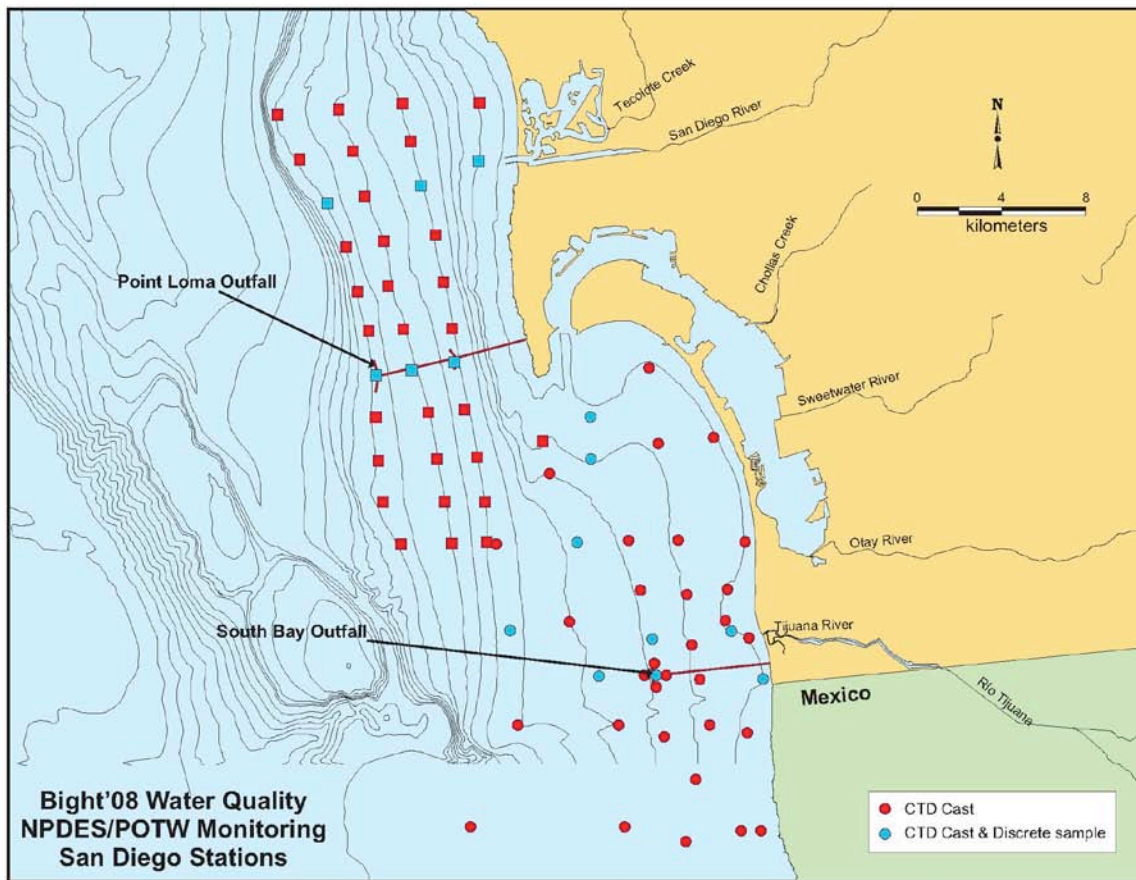 Tecolote Creek
San Diego River
N
0 4 8
kilometers
Chollas Creek
Point Loma Outfall
Sweetwater River
Otay River
South Bay Outfall
Tijuana River
Mexico
Río Tijuana
Bight'08 Water Quality
NPDES/POTW Monitoring
San Diego Stations
CTD Cast
CTD Cast & Discrete sample